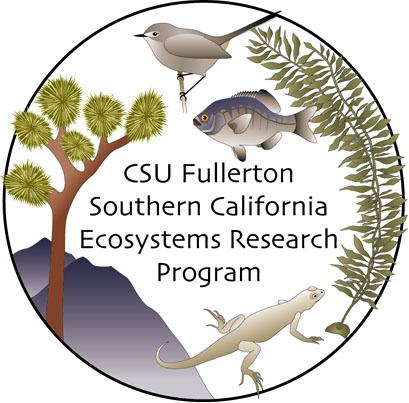 CSU Fullerton
Southern California
Ecosystems Research
Program